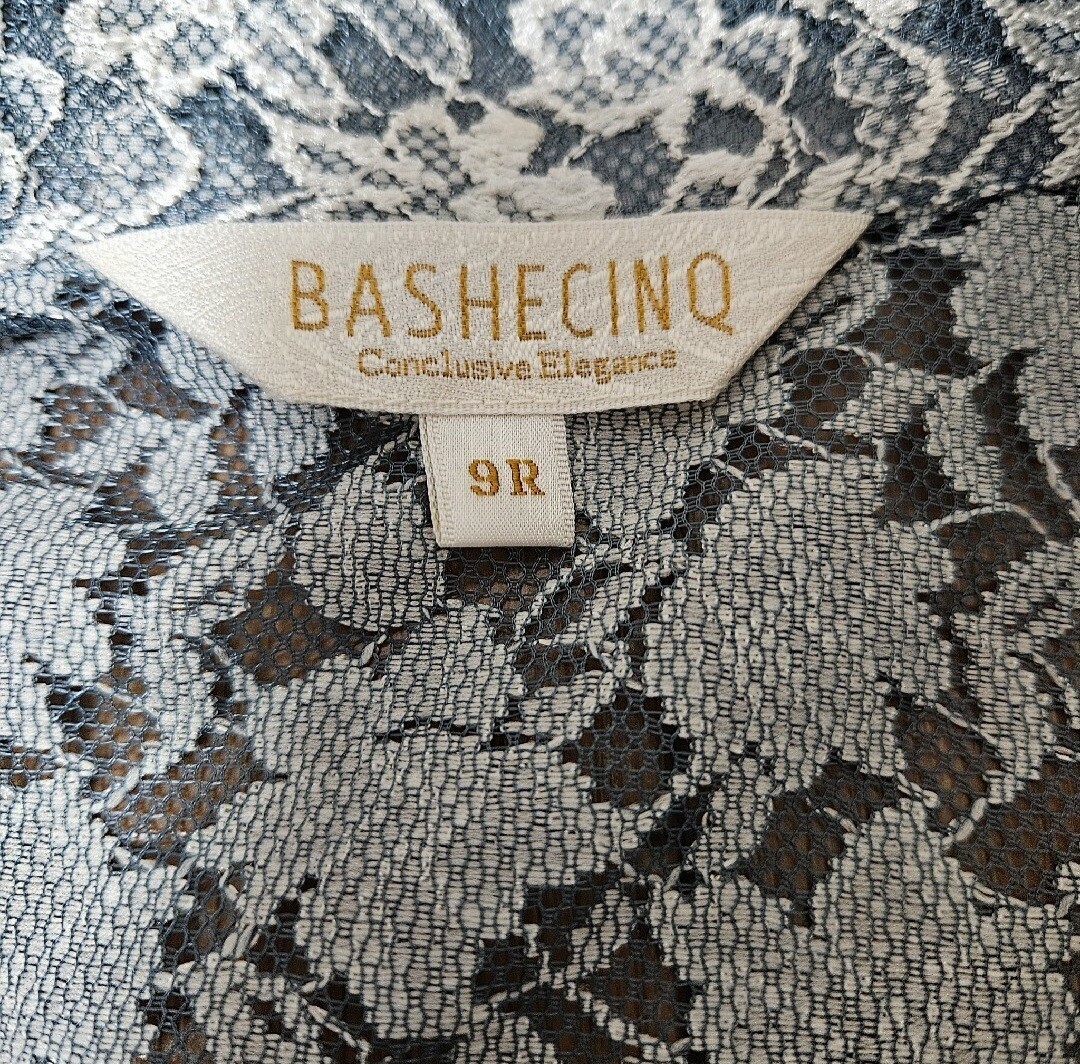 BASHECINQ
Conclusive Elegance
9R